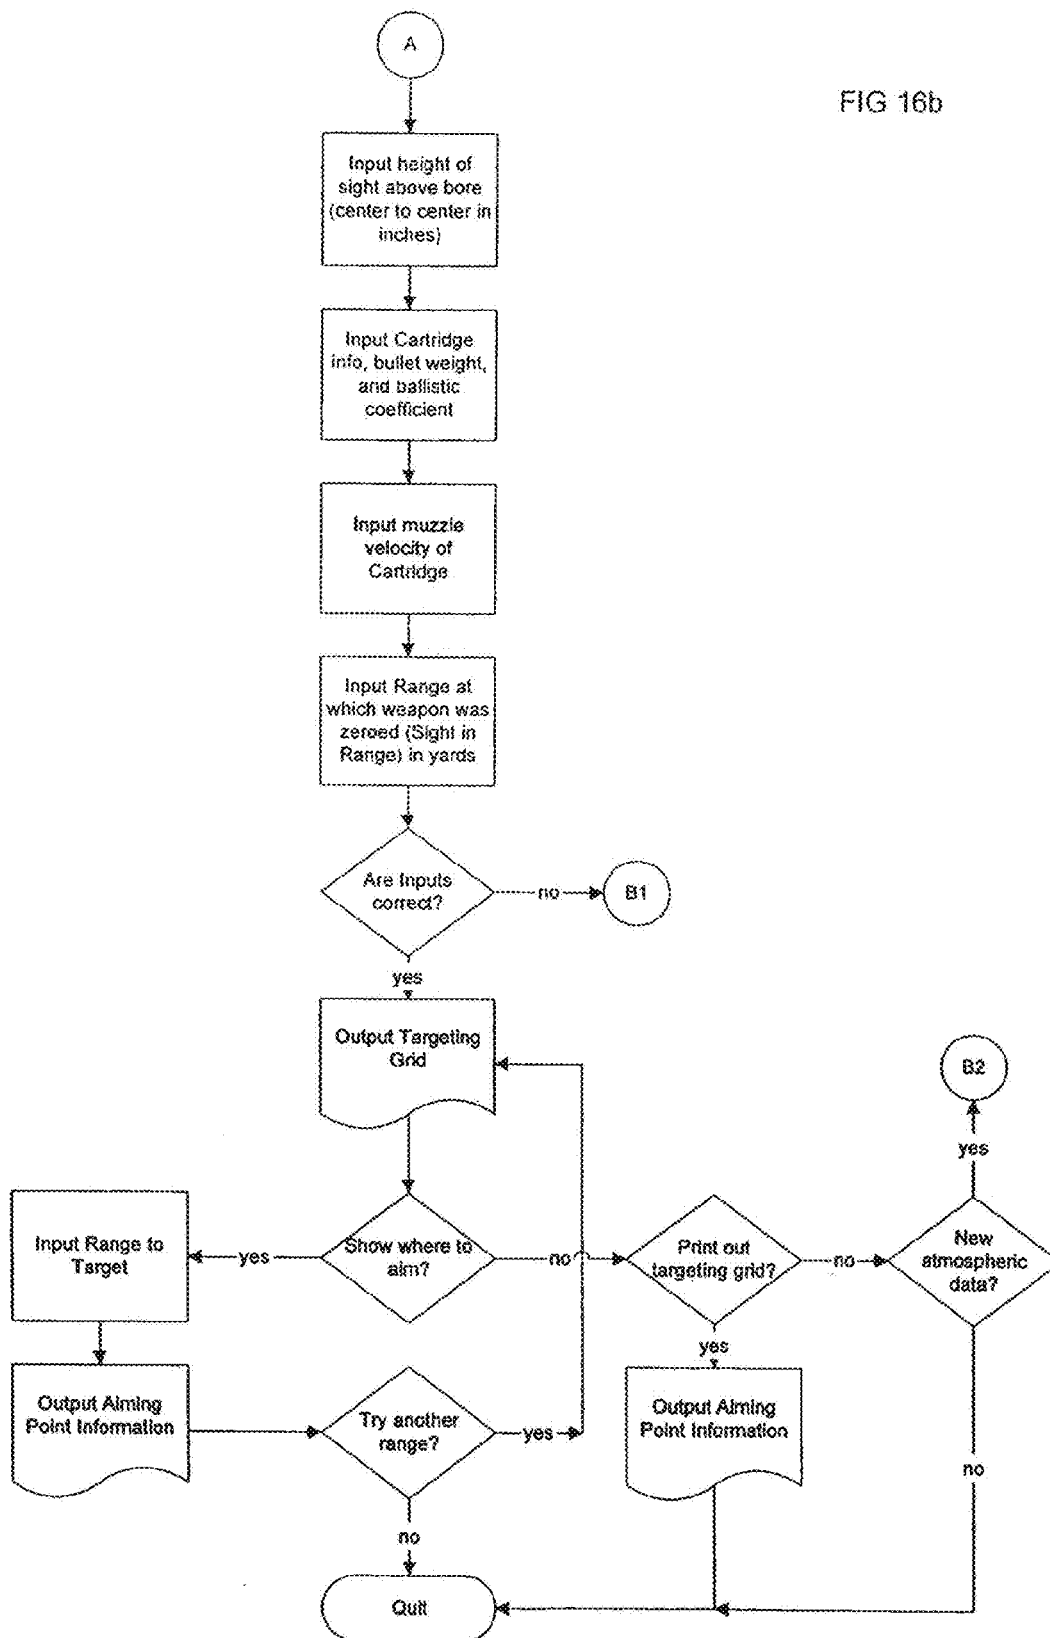 A
FIG 16b
Input height of
sight above bore
(center to center in
inches)
Input Cartridge
info, bullet weight,
and ballistic
coefficient
Input muzzle
velocity of
Cartridge
Input Range at
which weapon was
zeroed (Sight in
Range) in yards
Are Inputs
correct?
no
B1
yes
Output Targeting
Grid
B2
yes
Input Range to
Target
yes
Show where to
aim?
no
Print out
targeting grid?
no
New
atmospheric
data?
yes
Output Aiming
Point Information
Try another
range?
yes
Output Aiming
Point Information
no
no
Quit